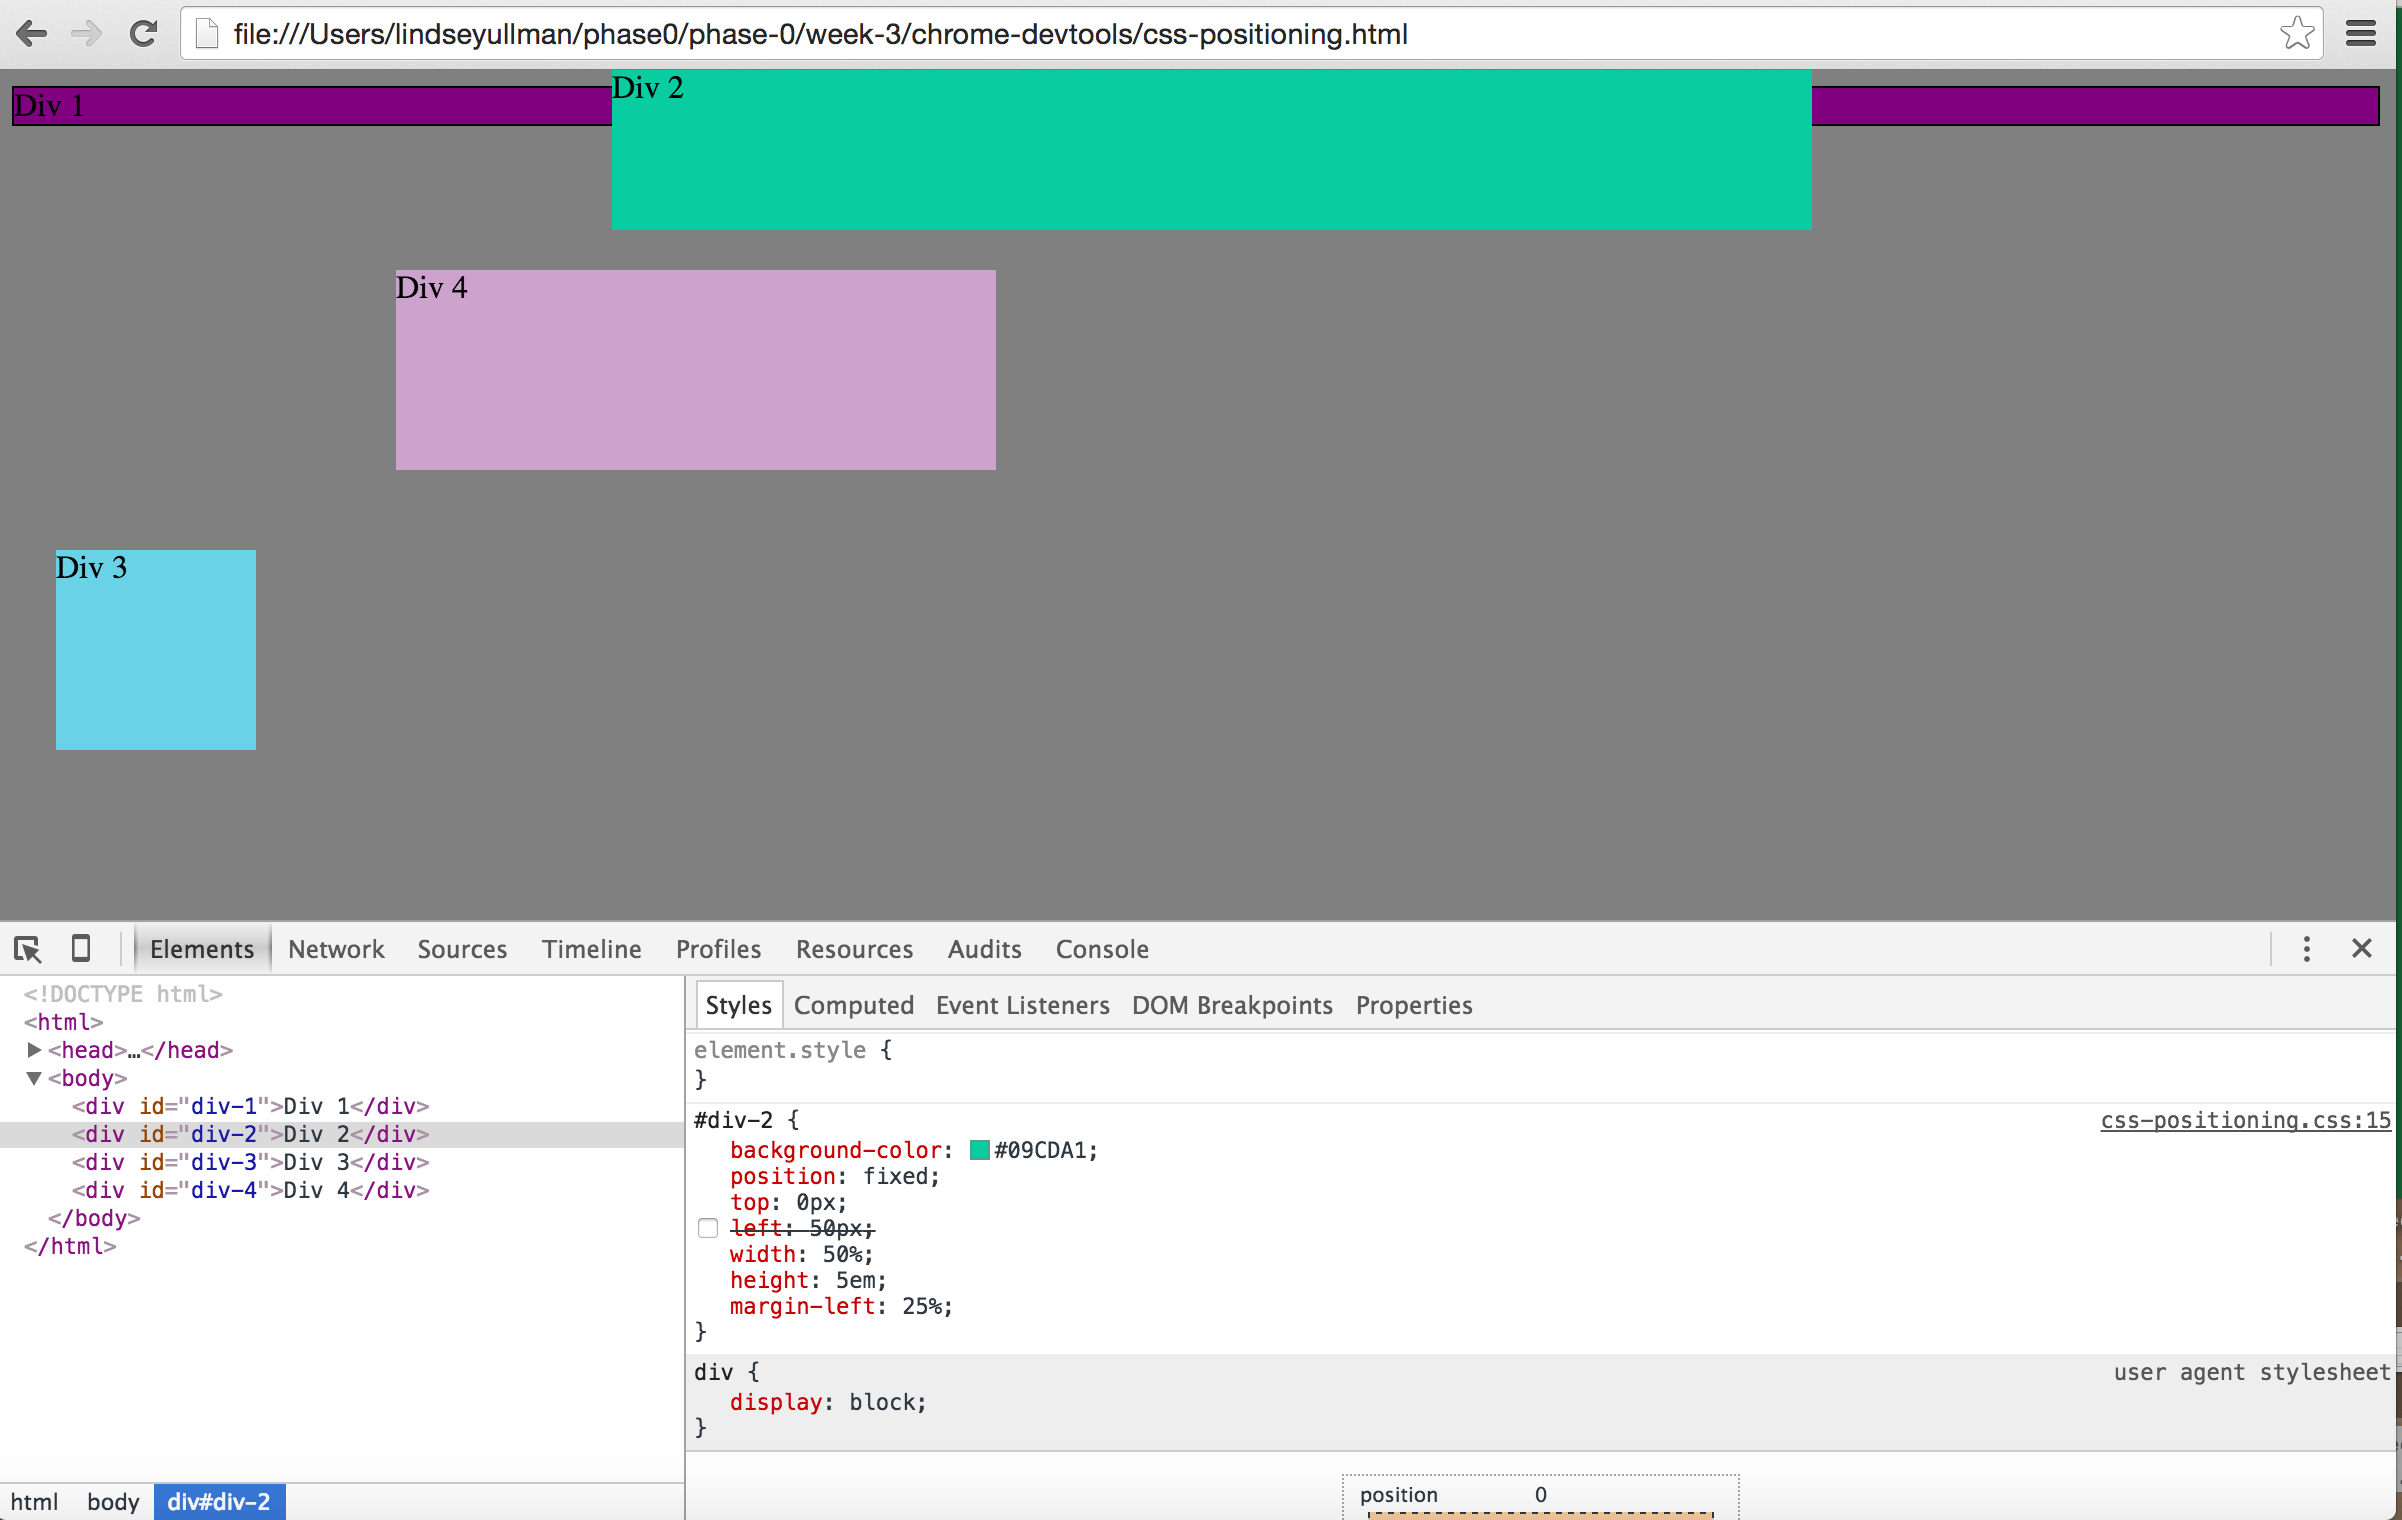 file:///Users/lindseyullman/phase0/phase-0/week-3/chrome-devtools/css-positioning.html
Div 1
Div 2
Div 4
Div 3
Elements Network Sources Timeline Profiles Resources Audits Console
<!DOCTYPE html>
<html>
<head>…</head>
<body>
<div id="div-1">Div 1</div>
<div id="div-2">Div 2</div>
<div id="div-3">Div 3</div>
<div id="div-4">Div 4</div>
</body>
</html>
html body div#div-2
Styles Computed Event Listeners DOM Breakpoints Properties
element.style {
}
#div-2 { css-positioning.css:15
background-color: #09CDA1;
position: fixed;
top: 0px;
left: 50px;
width: 50%;
height: 5em;
margin-left: 25%;
}
div { user agent stylesheet
display: block;
}
position 0